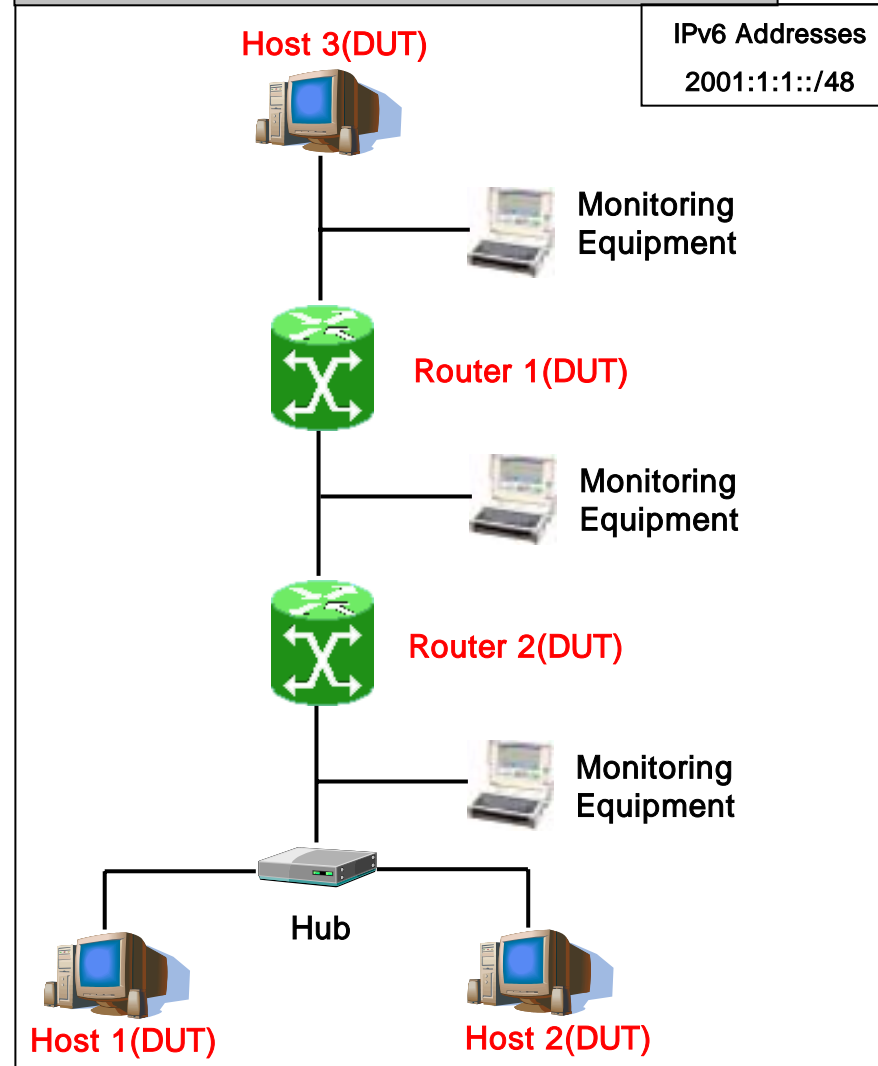 Host 3(DUT)
IPv6 Addresses
2001:1:1::/48
Monitoring
Equipment
Router 1(DUT)
Monitoring
Equipment
Router 2(DUT)
Monitoring
Equipment
Hub
Host 1(DUT)
Host 2(DUT)